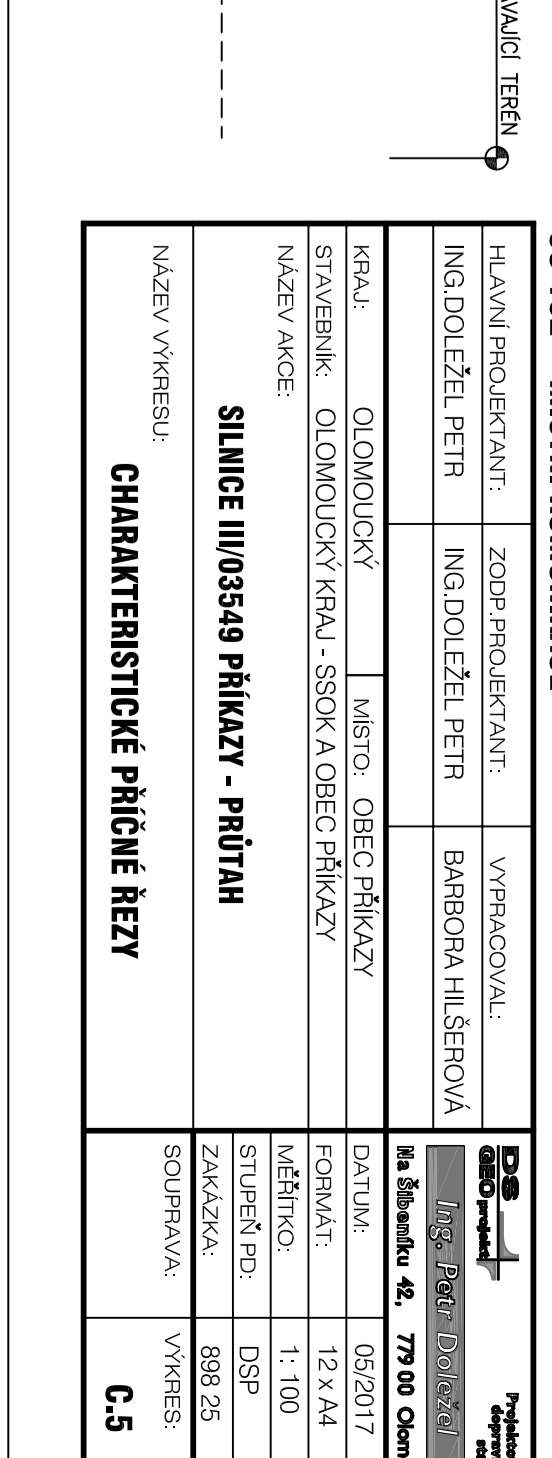 TERÉN
HLAVNÍ PROJEKTANT: ZODP.PROJEKTANT: VYPRACOVAL:
ING.DOLEŽEL PETR ING.DOLEŽEL PETR BARBORA HILŠEROVÁ
DS
GEO projekt
Ing. Petr Doležel
Na Šibeníku 42, 779 00
KRAJ: OLOMOUCKÝ MÍSTO: OBEC PŘÍKAZY
STAVEBNÍK: OLOMOUCKÝ KRAJ - SSOK A OBEC PŘÍKAZY
NÁZEV AKCE:
SILNICE III/03549 PŘÍKAZY - PRŮTAH
NÁZEV VÝKRESU:
CHARAKTERISTICKÉ PŘÍČNÉ ŘEZY
DATUM: 05/2017
FORMÁT: 12 x A4
MĚŘÍTKO: 1: 100
STUPEŇ PD: DSP
ZAKÁZKA: 898 25
SOUPRAVA: VÝKRES:
C.5